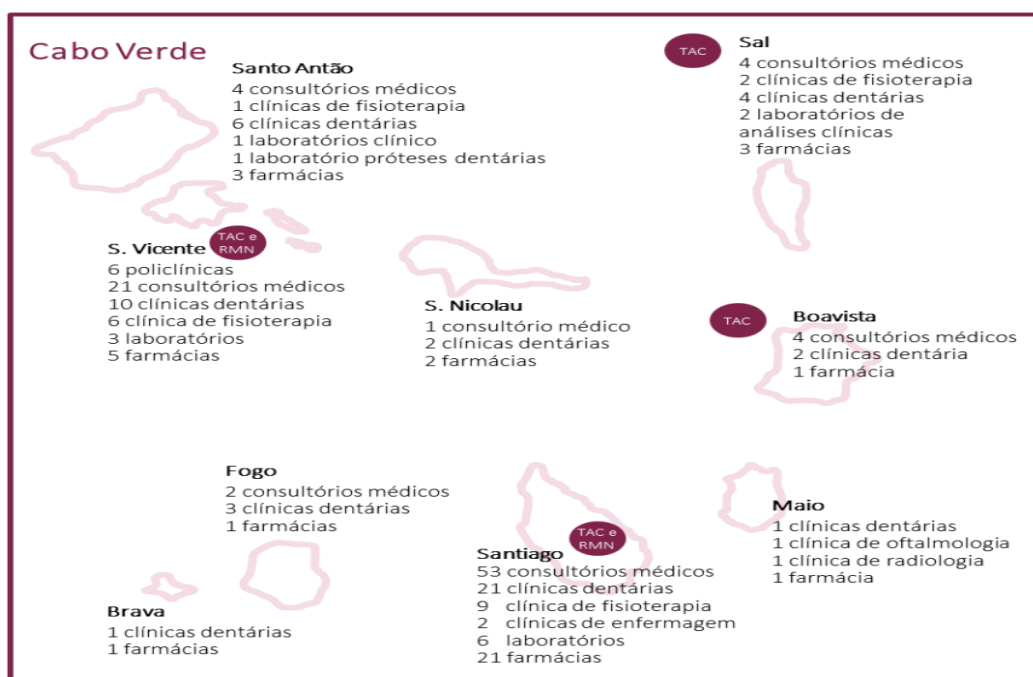 Cabo Verde
Santo Antão
4 consultórios médicos
1 clínicas de fisioterapia
6 clínicas dentárias
1 laboratórios clínico
1 laboratório próteses dentárias
3 farmácias
TAC
Sal
4 consultórios médicos
2 clínicas de fisioterapia
4 clínicas dentárias
2 laboratórios de
análises clínicas
3 farmácias
S. Vicente
TAC e
RMN
6 policlínicas
21 consultórios médicos
10 clínicas dentárias
6 clínica de fisioterapia
3 laboratórios
5 farmácias
S. Nicolau
1 consultório médico
2 clínicas dentárias
2 farmácias
TAC
Boavista
4 consultórios médicos
2 clínicas dentária
1 farmácia
Fogo
2 consultórios médicos
3 clínicas dentárias
1 farmácias
Brava
1 clínicas dentárias
1 farmácias
TAC e
RMN
Santiago
53 consultórios médicos
21 clínicas dentárias
9 clínica de fisioterapia
2 clínicas de enfermagem
6 laboratórios
21 farmácias
Maio
1 clínicas dentárias
1 clínica de oftalmologia
1 clínica de radiologia
1 farmácia